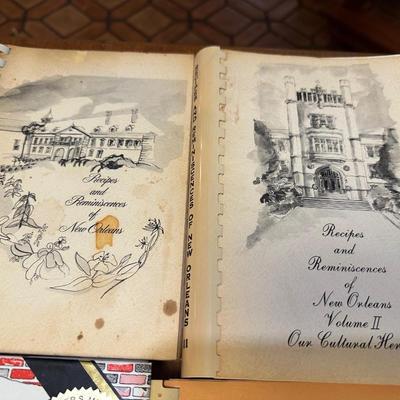 Recipes
and
Reminiscences
of
New Orleans
RECIPES AND REMINISCENCES OF NEW ORLEANS II
Recipes
and
Reminiscences
of
New Orleans
Volume II
Our Cultural Her